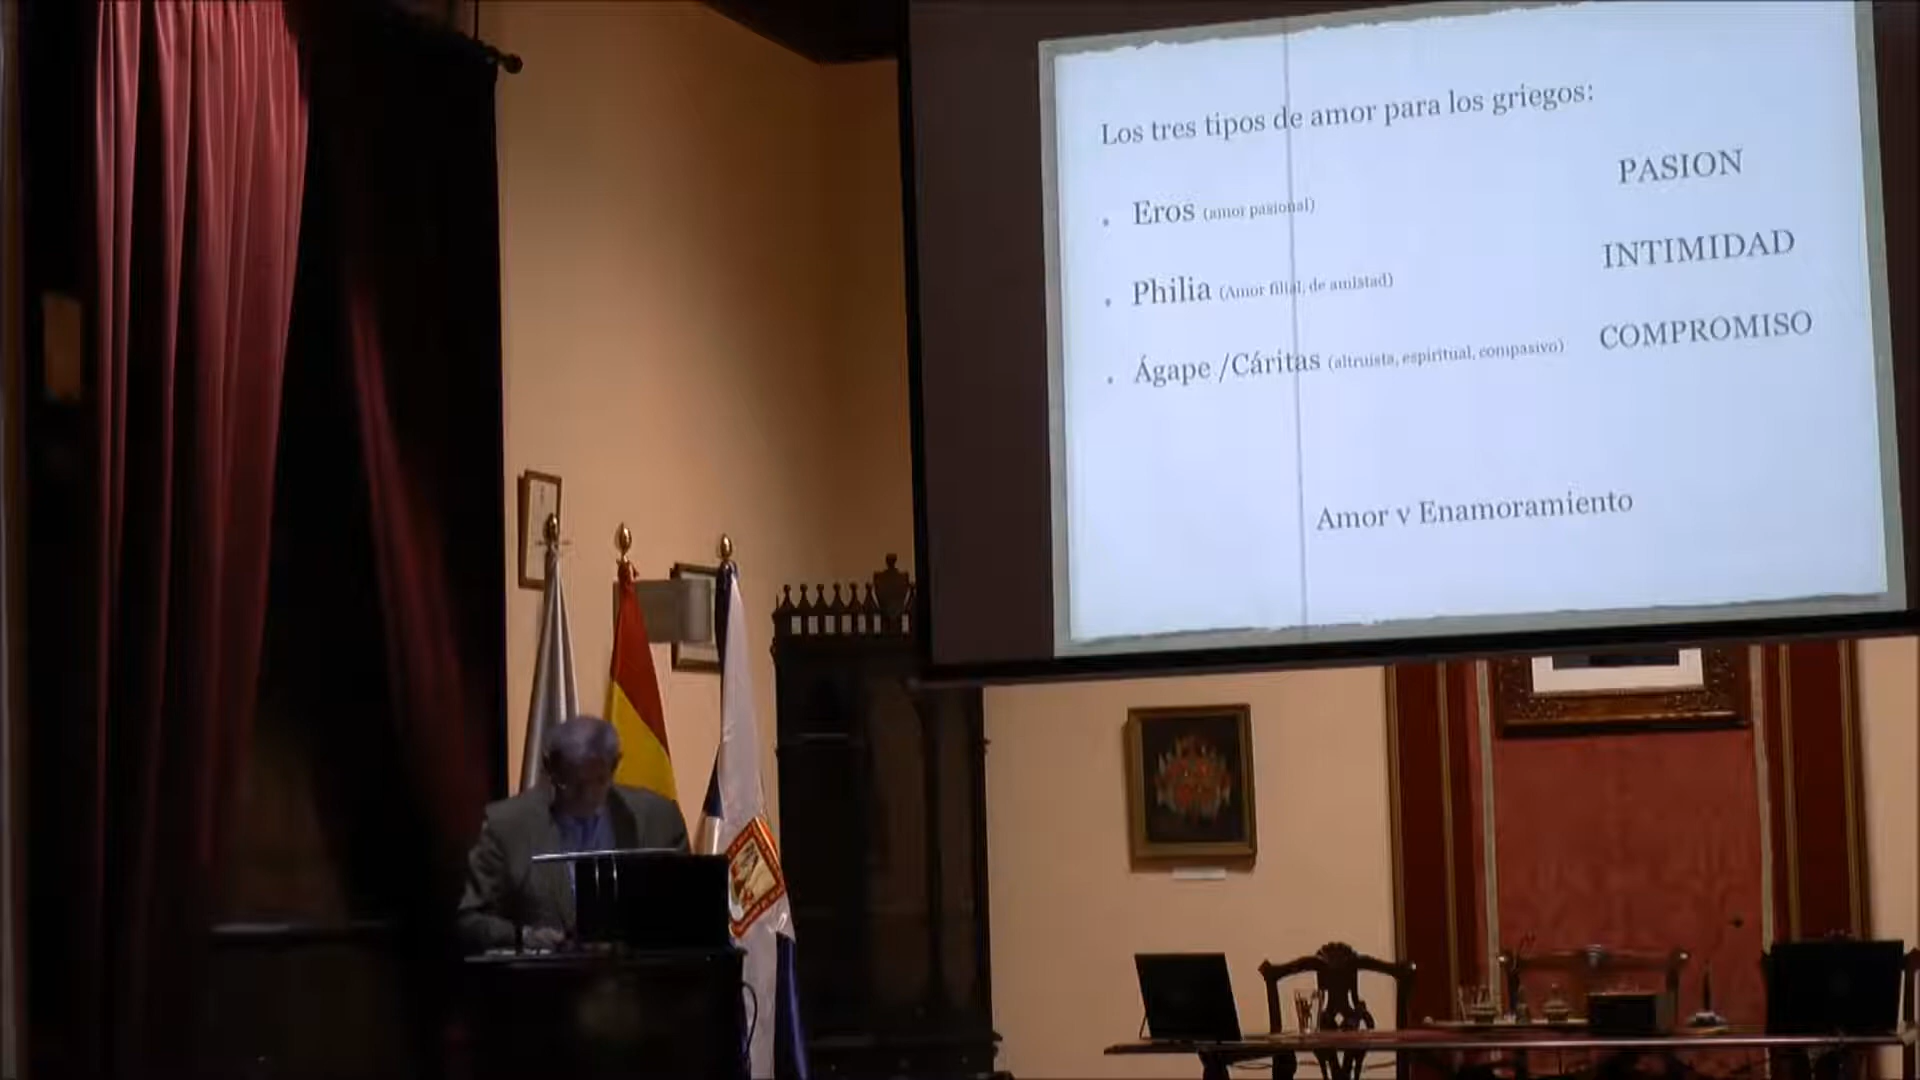 Los tres tipos de amor para los griegos:
PASION
• Eros (amor pasional)
INTIMIDAD
• Philia (Amor filial, de amistad)
COMPROMISO
• Ágape /Cáritas (altruista, espiritual, compasivo)
Amor y Enamoramiento